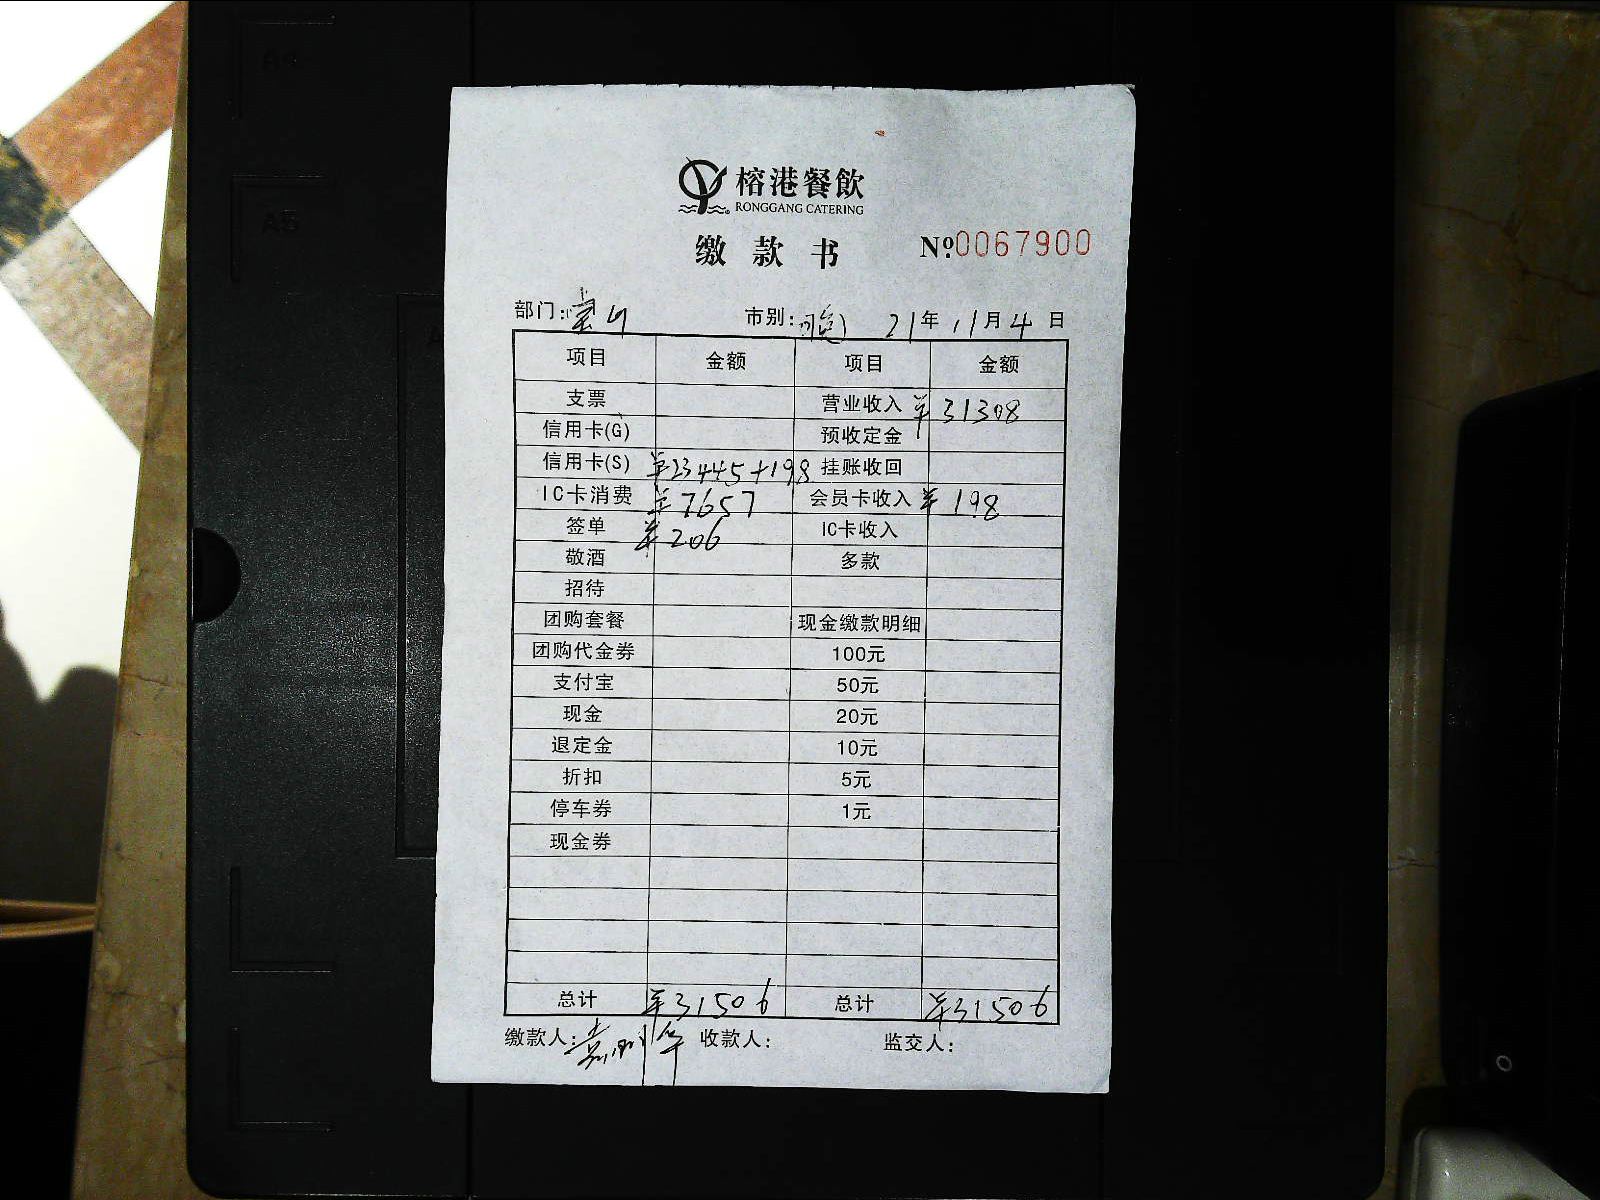 A4
A5
榕港餐飲
RONGGANG CATERING
缴款书 №.0067900
部门: 市别: 21年11月4日
项目 金额 项目 金额
支票 营业收入 ¥31308
信用卡(G) 预收定金
信用卡(S) ¥23445+198 挂账收回
IC卡消费 ¥7657 会员卡收入 ¥198
签单 ¥206 IC卡收入
敬酒 多款
招待
团购套餐 现金缴款明细
团购代金券 100元
支付宝 50元
现金 20元
退定金 10元
折扣 5元
停车券 1元
现金券
总计 ¥31506 总计 ¥31506
缴款人: 收款人: 监交人: